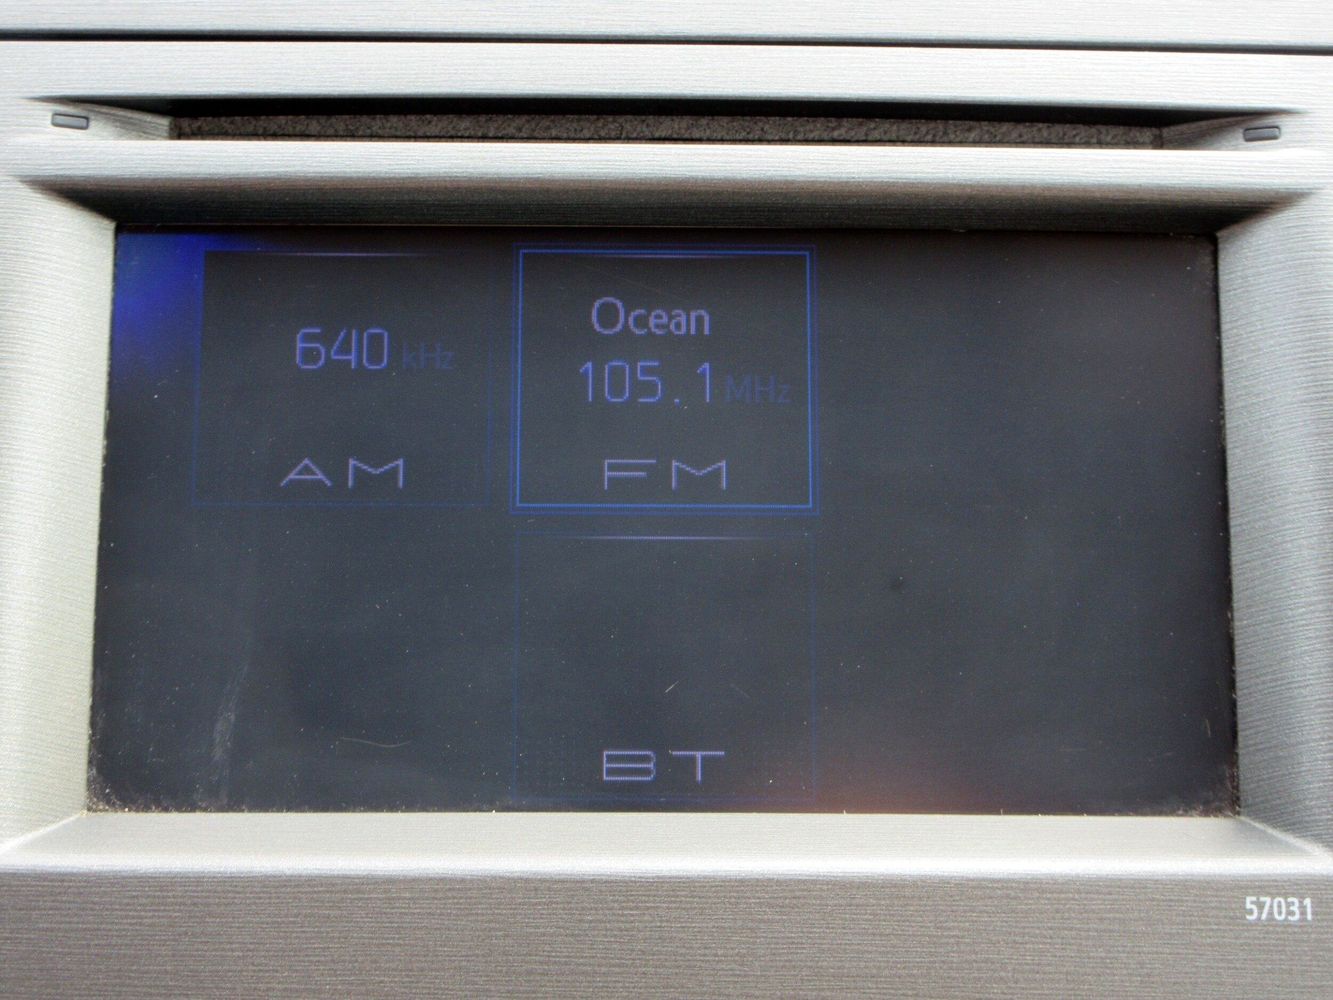 640 kHz
AM
Ocean
105.1 MHz
FM
BT
57031